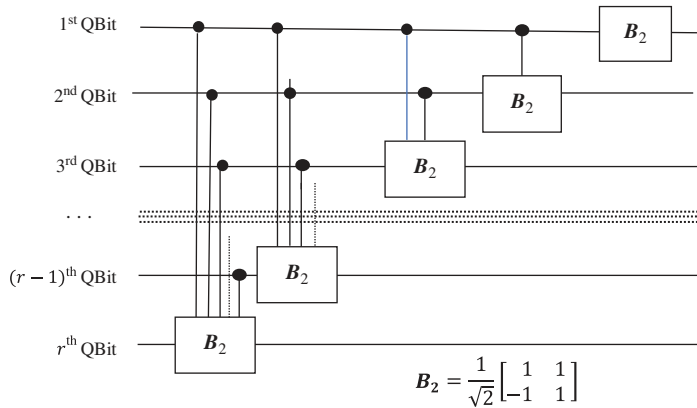 1st QBit
B2
2nd QBit
B2
3rd QBit
B2
. . .
(r − 1)th QBit
B2
rth QBit
B2
B2 = 1/√2 [ 1 1
−1 1 ]